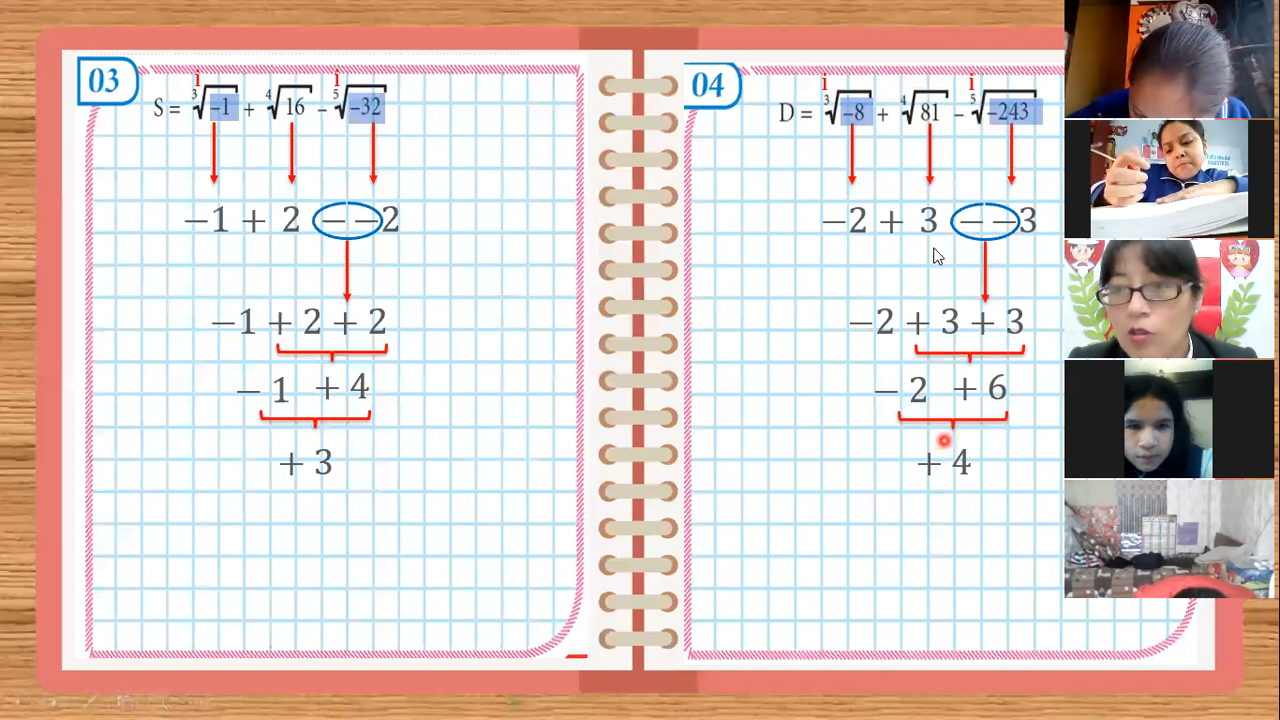 03
S = ∛−1 + ∜16 − ⁵√−32
i i
−1 + 2 − −2
−1 + 2 + 2
− 1 + 4
+ 3
04
D = ∛−8 + ∜81 − ⁵√−243
i i
−2 + 3 − −3
−2 + 3 + 3
− 2 + 6
+ 4